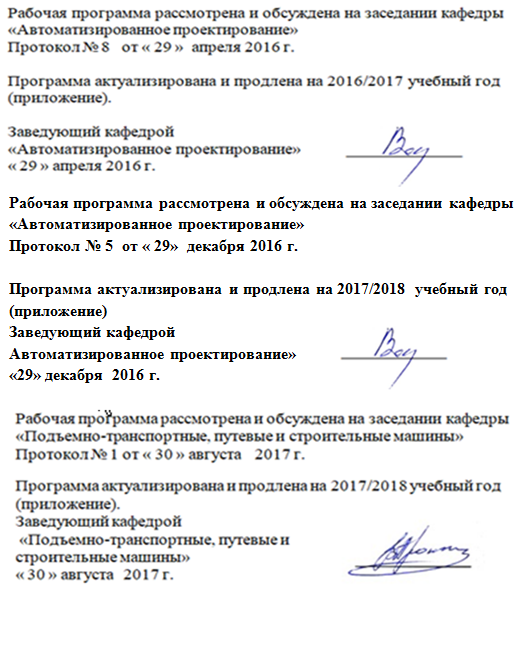 Рабочая программа рассмотрена и обсуждена на заседании кафедры
«Автоматизированное проектирование»
Протокол № 8 от « 29 » апреля 2016 г.
Программа актуализирована и продлена на 2016/2017 учебный год
(приложение).
Заведующий кафедрой
«Автоматизированное проектирование»
« 29 » апреля 2016 г.
Рабочая программа рассмотрена и обсуждена на заседании кафедры
«Автоматизированное проектирование»
Протокол № 5 от « 29» декабря 2016 г.
Программа актуализирована и продлена на 2017/2018 учебный год
(приложение)
Заведующий кафедрой
Автоматизированное проектирование»
«29» декабря 2016 г.
Рабочая программа рассмотрена и обсуждена на заседании кафедры
«Подъемно-транспортные, путевые и строительные машины»
Протокол № 1 от « 30 » августа 2017 г.
Программа актуализирована и продлена на 2017/2018 учебный год
(приложение).
Заведующий кафедрой
«Подъемно-транспортные, путевые и
строительные машины»
« 30 » августа 2017 г.